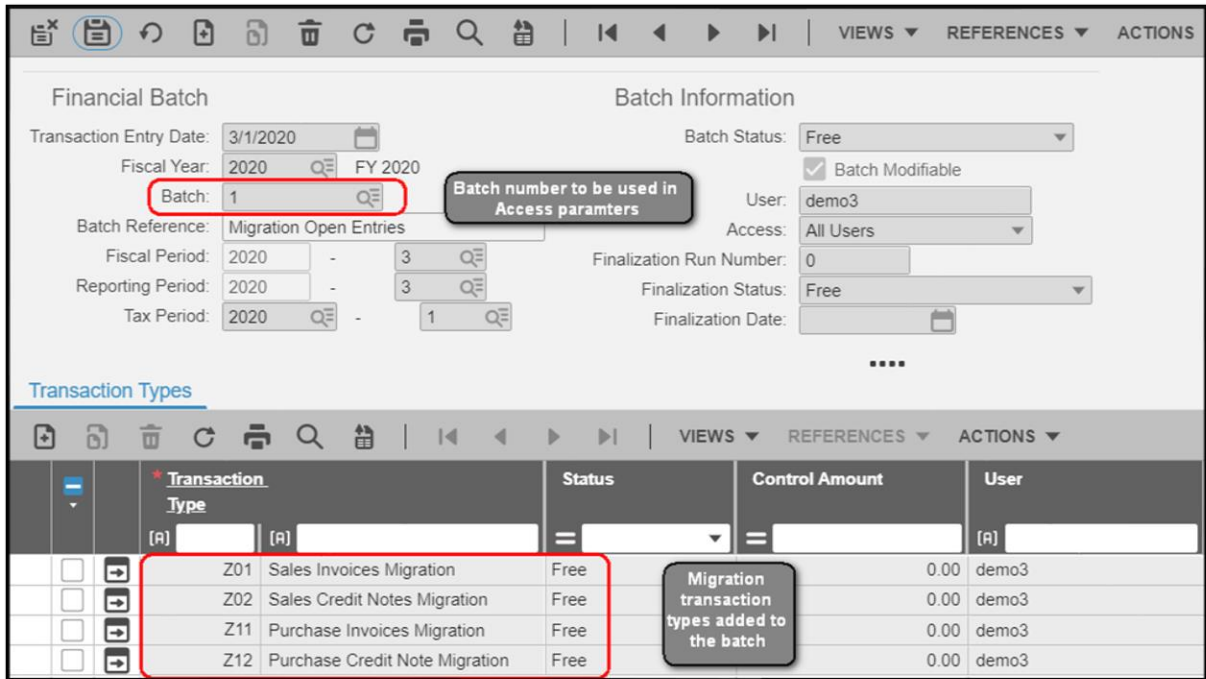 VIEWS REFERENCES ACTIONS
Financial Batch
Batch Information
Transaction Entry Date: 3/1/2020
Batch Status: Free
Fiscal Year: 2020 FY 2020
Batch Modifiable
Batch: 1
Batch number to be used in
Access paramters
User: demo3
Batch Reference: Migration Open Entries
Access: All Users
Fiscal Period: 2020 - 3
Finalization Run Number: 0
Reporting Period: 2020 - 3
Finalization Status: Free
Tax Period: 2020 - 1
Finalization Date:
Transaction Types
VIEWS REFERENCES ACTIONS
* Transaction
Type
Status
Control Amount
User
[A] [A] = = [A]
Z01 Sales Invoices Migration Free 0.00 demo3
Z02 Sales Credit Notes Migration Free 0.00 demo3
Z11 Purchase Invoices Migration Free 0.00 demo3
Z12 Purchase Credit Note Migration Free 0.00 demo3
Migration
transaction
types added to
the batch